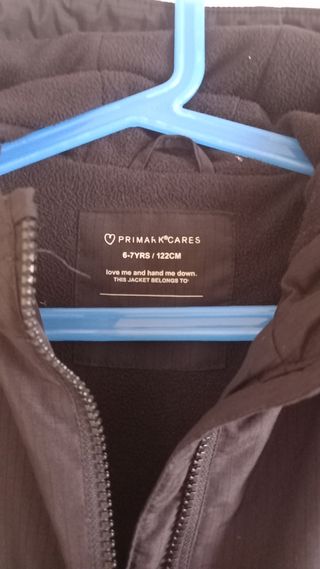 PRIMARK®CARES
6-7YRS / 122CM
love me and hand me down.
THIS JACKET BELONGS TO: